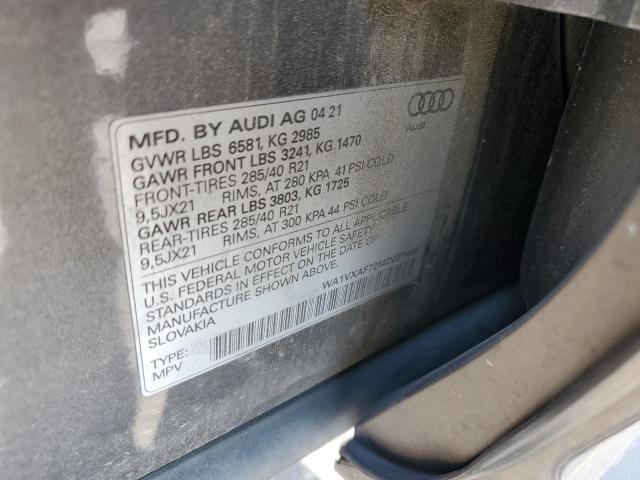 MFD. BY AUDI AG 04 21
GVWR LBS 6581, KG 2985
GAWR FRONT LBS 3241, KG 1470
FRONT-TIRES 285/40 R21
9,5JX21 RIMS, AT 280 KPA 41 PSI COLD
GAWR REAR LBS 3803, KG 1725
REAR-TIRES 285/40 R21
9,5JX21 RIMS, AT 300 KPA 44 PSI COLD
THIS VEHICLE CONFORMS TO ALL APPLICABLE
U.S. FEDERAL MOTOR VEHICLE SAFETY
STANDARDS IN EFFECT ON THE DATE OF
MANUFACTURE SHOWN ABOVE.
SLOVAKIA
TYPE:
MPV
Audi